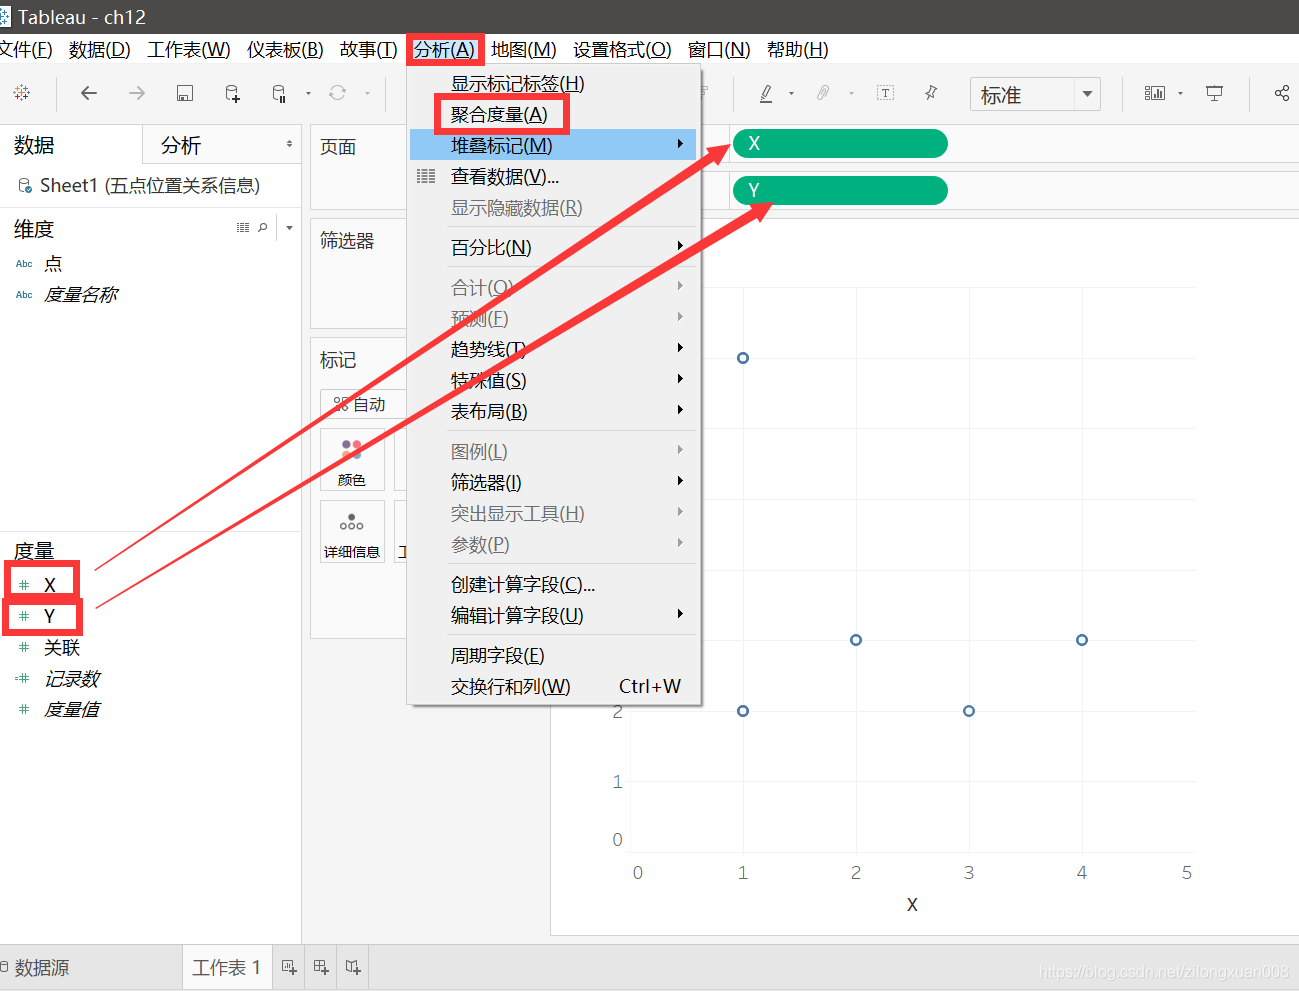 Tableau - ch12
文件(F) 数据(D) 工作表(W) 仪表板(B) 故事(T) 分析(A) 地图(M) 设置格式(O) 窗口(N) 帮助(H)
标准
数据 分析
Sheet1 (五点位置关系信息)
维度
Abc 点
Abc 度量名称
度量
# X
# Y
# 关联
=# 记录数
# 度量值
页面
筛选器
标记
自动
颜色
详细信息
显示标记标签(H)
聚合度量(A)
堆叠标记(M)
查看数据(V)...
显示隐藏数据(R)
百分比(N)
合计(O)
预测(F)
趋势线(T)
特殊值(S)
表布局(B)
图例(L)
筛选器(I)
突出显示工具(H)
参数(P)
创建计算字段(C)...
编辑计算字段(U)
周期字段(E)
交换行和列(W) Ctrl+W
X
Y
2
1
0
0 1 2 3 4 5
X
数据源 工作表 1
https://blog.csdn.net/zilongxuan008